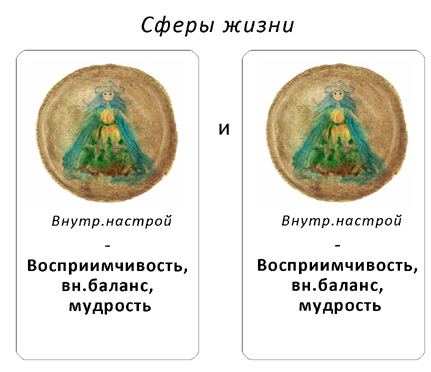 Сферы жизни
Внутр.настрой
-
Восприимчивость,
вн.баланс,
мудрость
и
Внутр.настрой
-
Восприимчивость,
вн.баланс,
мудрость